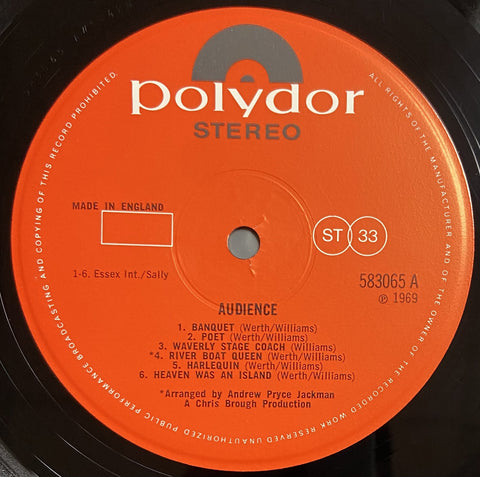 polydor
STEREO
MADE IN ENGLAND
ST 33
1-6. Essex Int./Sally
583065 A
℗ 1969
AUDIENCE
1. BANQUET (Werth/Williams)
2. POET (Werth/Williams)
3. WAVERLY STAGE COACH (Williams)
*4. RIVER BOAT QUEEN (Werth/Williams)
5. HARLEQUIN (Werth/Williams)
6. HEAVEN WAS AN ISLAND (Werth/Williams)
*Arranged by Andrew Pryce Jackman
A Chris Brough Production
ALL RIGHTS OF THE MANUFACTURER AND OF THE OWNER OF THE RECORDED WORK RESERVED UNAUTHORIZED PUBLIC PERFORMANCE BROADCASTING AND COPYING OF THIS RECORD PROHIBITED.